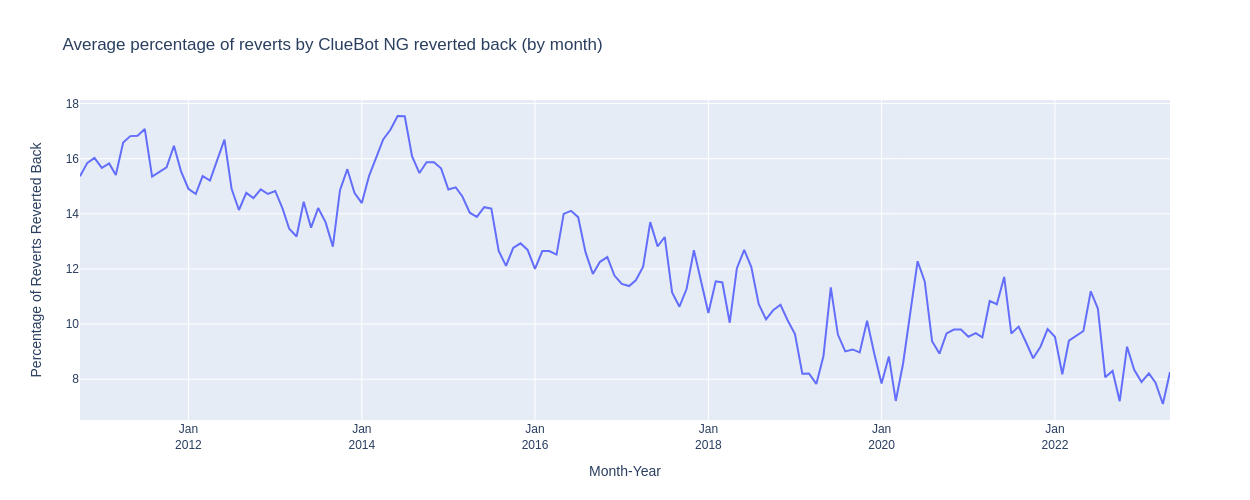 Average percentage of reverts by ClueBot NG reverted back (by month)
Percentage of Reverts Reverted Back
18
16
14
12
10
8
Jan
2012
Jan
2014
Jan
2016
Jan
2018
Jan
2020
Jan
2022
Month-Year